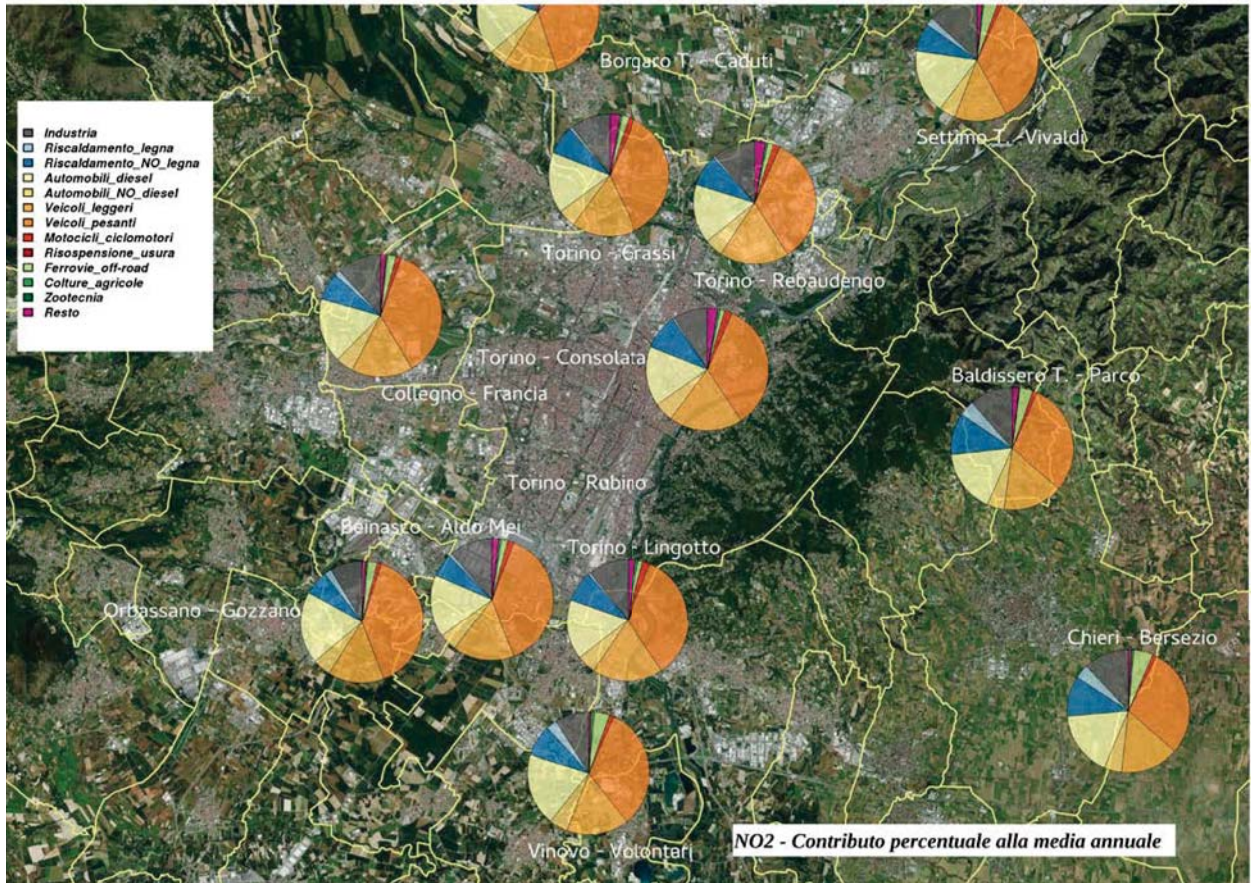 Borgaro T. - Caduti
Settimo T. - Vivaldi
Industria
Riscaldamento_legna
Riscaldamento_NO_legna
Automobili_diesel
Automobili_NO_diesel
Veicoli_leggeri
Veicoli_pesanti
Motocicli_ciclomotori
Risospensione_usura
Ferrovie_off-road
Colture_agricole
Zootecnia
Resto
Torino - Grassi
Torino - Rebaudengo
Torino - Consolata
Collegno - Francia
Baldissero T. - Parco
Torino - Rubino
Beinasco - Aldo Mei
Torino - Lingotto
Orbassano - Gozzano
Chieri - Bersezio
Vinovo - Volontari
NO2 - Contributo percentuale alla media annuale